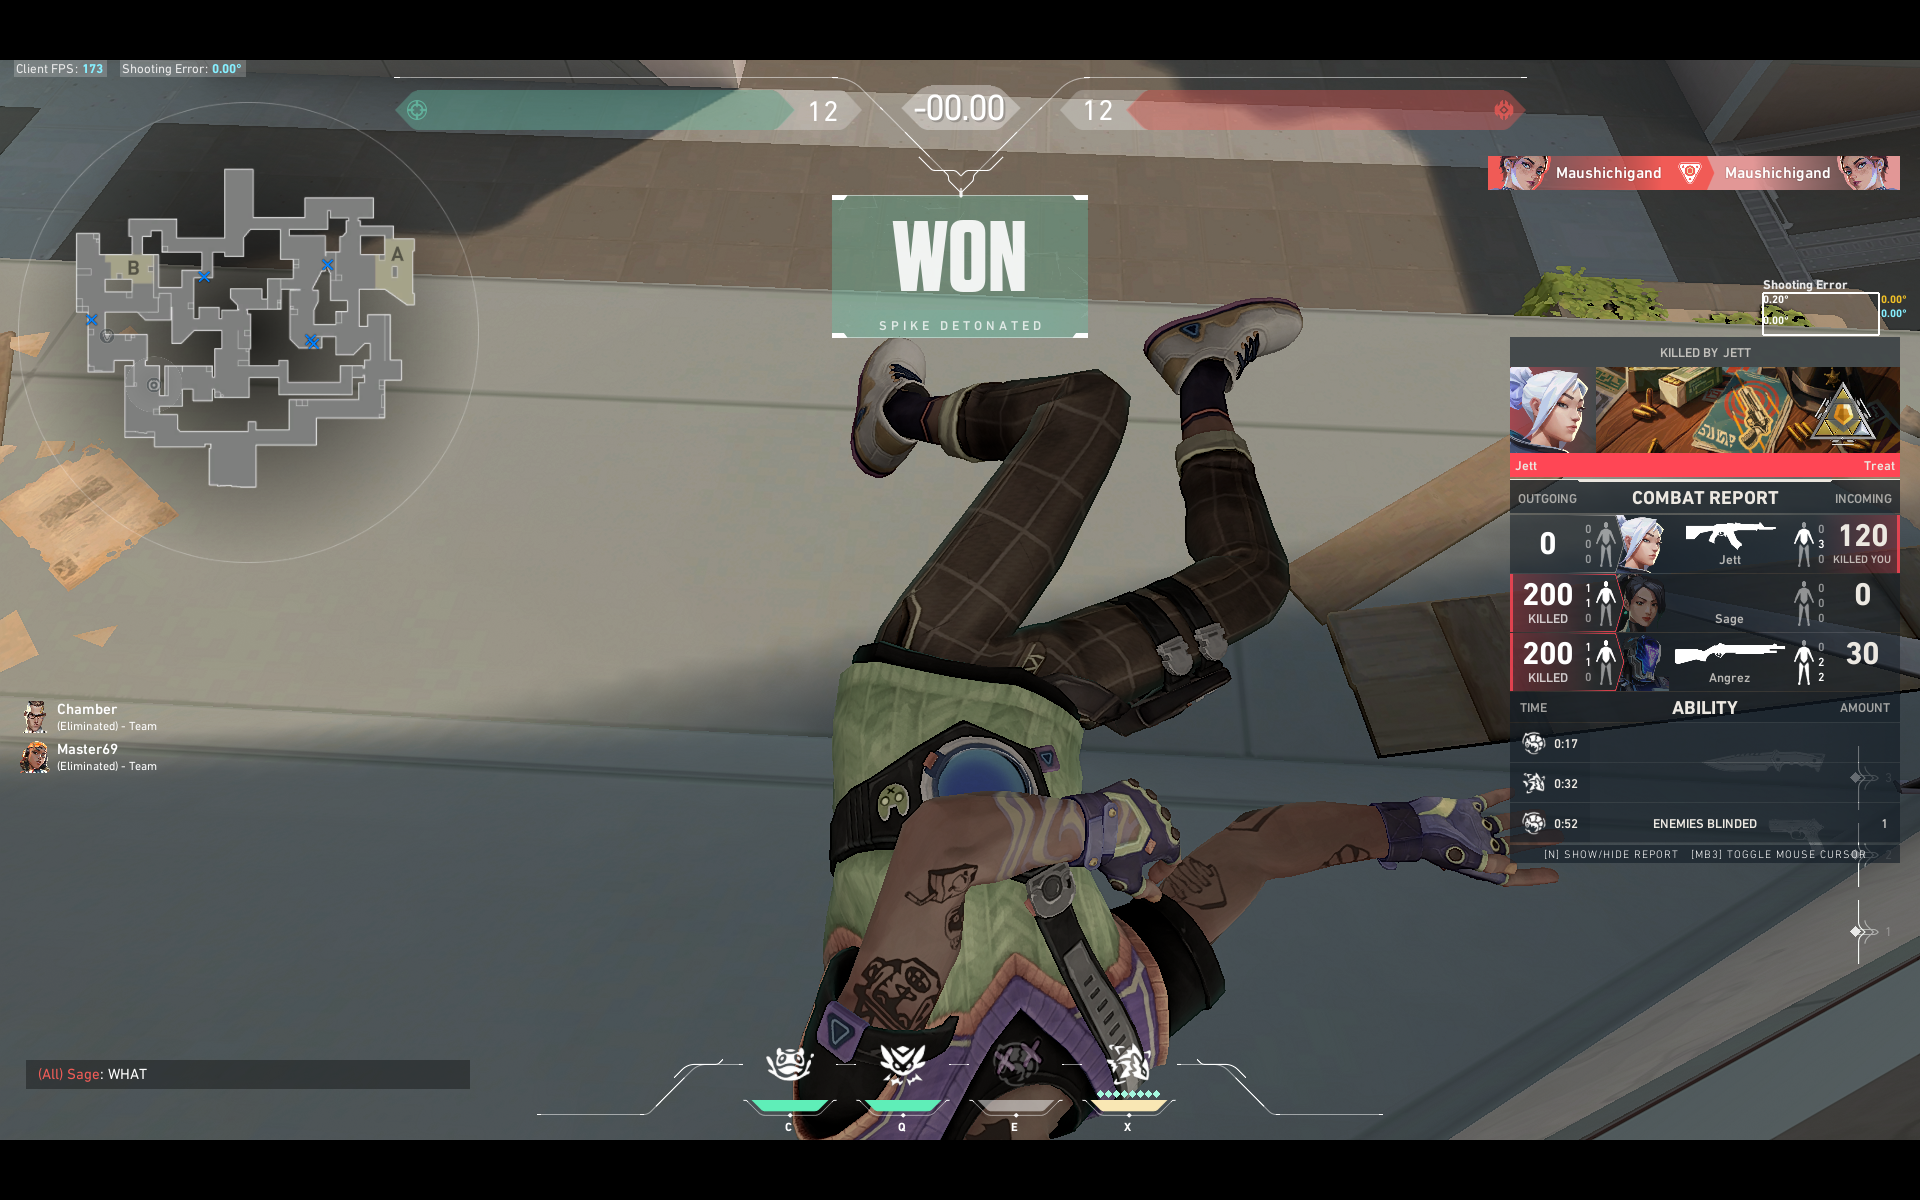 Client FPS: 173 Shooting Error: 0.00°
12 -00.00 12
WON
SPIKE DETONATED
Maushichigand Maushichigand
B
A
Shooting Error
0.20° 0.00°
0.00° 0.00°
KILLED BY JETT
Jett Treat
OUTGOING COMBAT REPORT INCOMING
0 0 0 0 Jett 0 3 0 120 KILLED YOU
200 KILLED 1 1 0 Sage 0 0 0 0
200 KILLED 1 1 0 Angrez 0 2 2 30
TIME ABILITY AMOUNT
0:17
0:32
3
0:52 ENEMIES BLINDED 1
[N] SHOW/HIDE REPORT [MB3] TOGGLE MOUSE CURSOR
2
1
Chamber
(Eliminated) - Team
Master69
(Eliminated) - Team
(All) Sage: WHAT
C Q E X